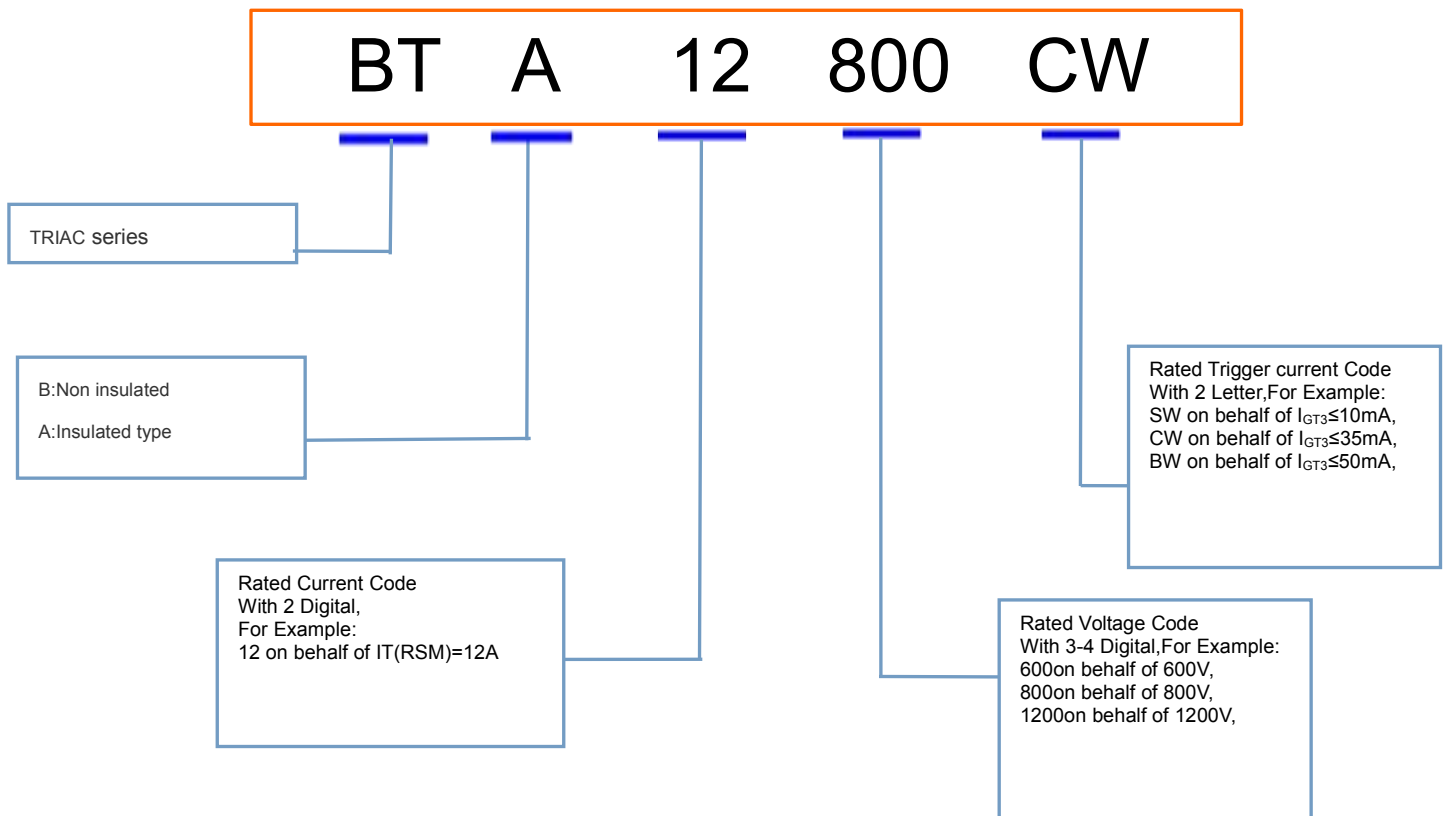 BT A 12 800 CW
TRIAC series
B:Non insulated
A:Insulated type
Rated Trigger current Code
With 2 Letter,For Example:
SW on behalf of IGT3≤10mA,
CW on behalf of IGT3≤35mA,
BW on behalf of IGT3≤50mA,
Rated Current Code
With 2 Digital,
For Example:
12 on behalf of IT(RSM)=12A
Rated Voltage Code
With 3-4 Digital,For Example:
600on behalf of 600V,
800on behalf of 800V,
1200on behalf of 1200V,